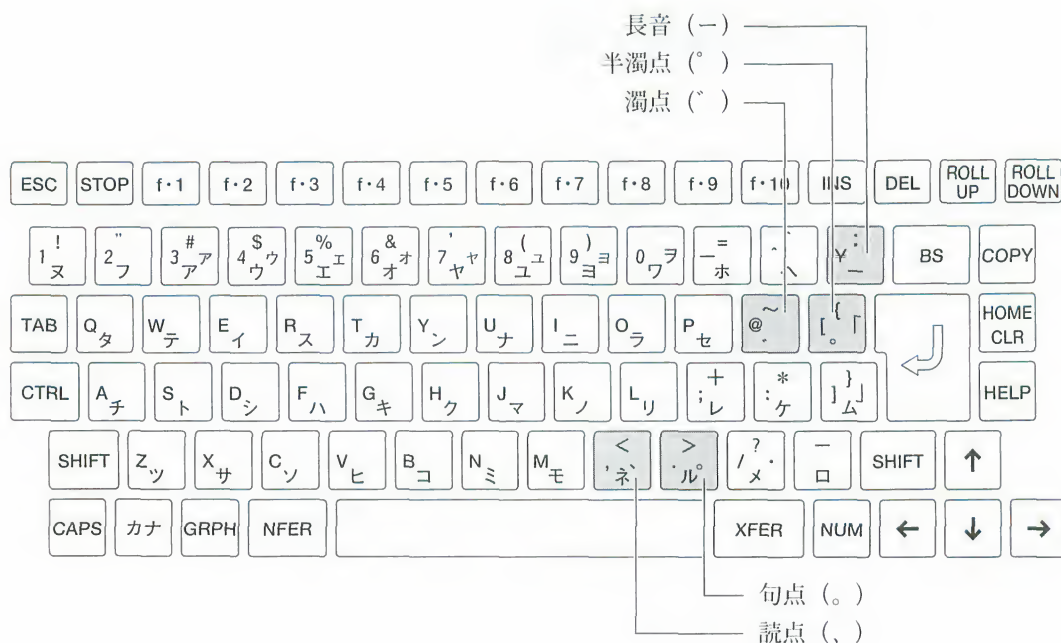 長音（ー）
半濁点（゜）
濁点（゛）
ESC STOP f・1 f・2 f・3 f・4 f・5 f・6 f・7 f・8 f・9 f・10 INS DEL ROLL UP ROLL DOWN
! 1 ヌ " 2 フ # 3 ァ ア $ 4 ゥ ウ % 5 ェ エ & 6 ォ オ ' 7 ャ ヤ ( 8 ュ ユ ) 9 ョ ヨ 0 ヲ ワ = ー ホ ` ^ ヘ : ¥ ー BS COPY
TAB Q タ W テ E イ R ス T カ Y ン U ナ I ニ O ラ P セ ~ @ ゛ { [ 「 ゜ HOME CLR
CTRL A チ S ト D シ F ハ G キ H ク J マ K ノ L リ + ; レ * : ケ } ] 」 ム HELP
SHIFT Z ツ X サ C ソ V ヒ B コ N ミ M モ < , 、 ネ > . 。 ル ? / ・ メ ー ロ SHIFT ↑
CAPS カナ GRPH NFER XFER NUM ← ↓ →
句点（。）
読点（、）